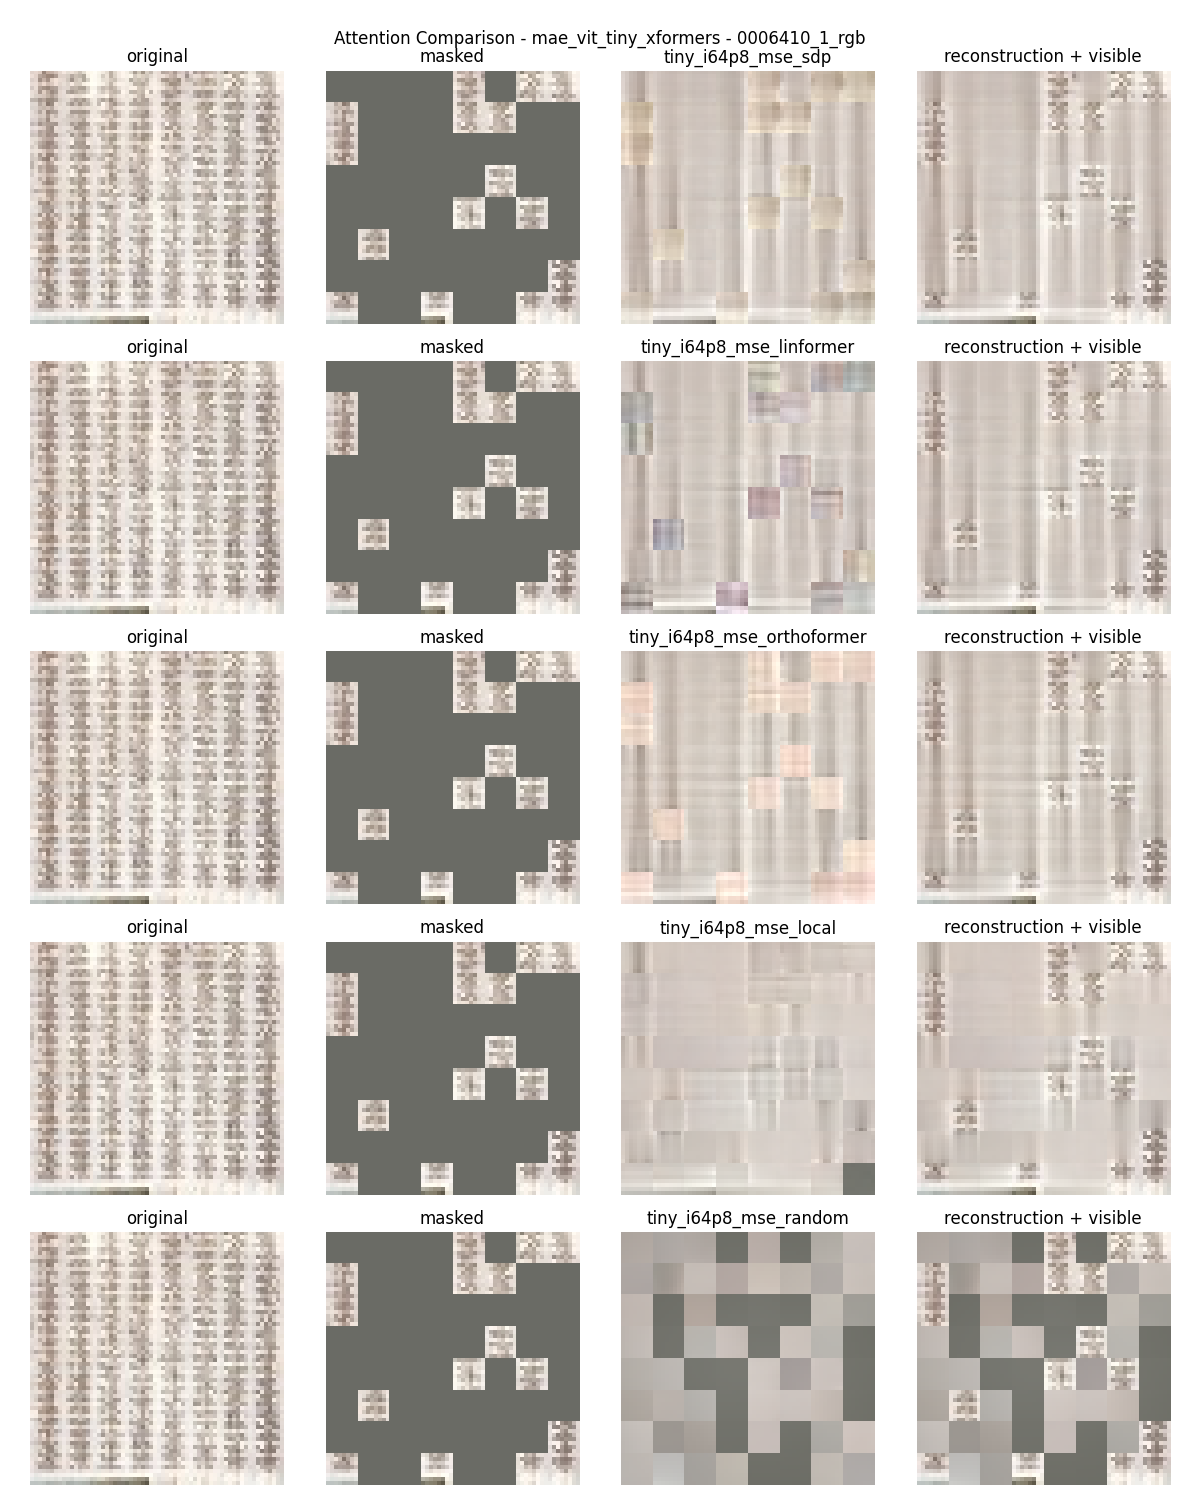 Attention Comparison - mae_vit_tiny_xformers - 0006410_1_rgb
original masked tiny_i64p8_mse_sdp reconstruction + visible
original masked tiny_i64p8_mse_linformer reconstruction + visible
original masked tiny_i64p8_mse_orthoformer reconstruction + visible
original masked tiny_i64p8_mse_local reconstruction + visible
original masked tiny_i64p8_mse_random reconstruction + visible